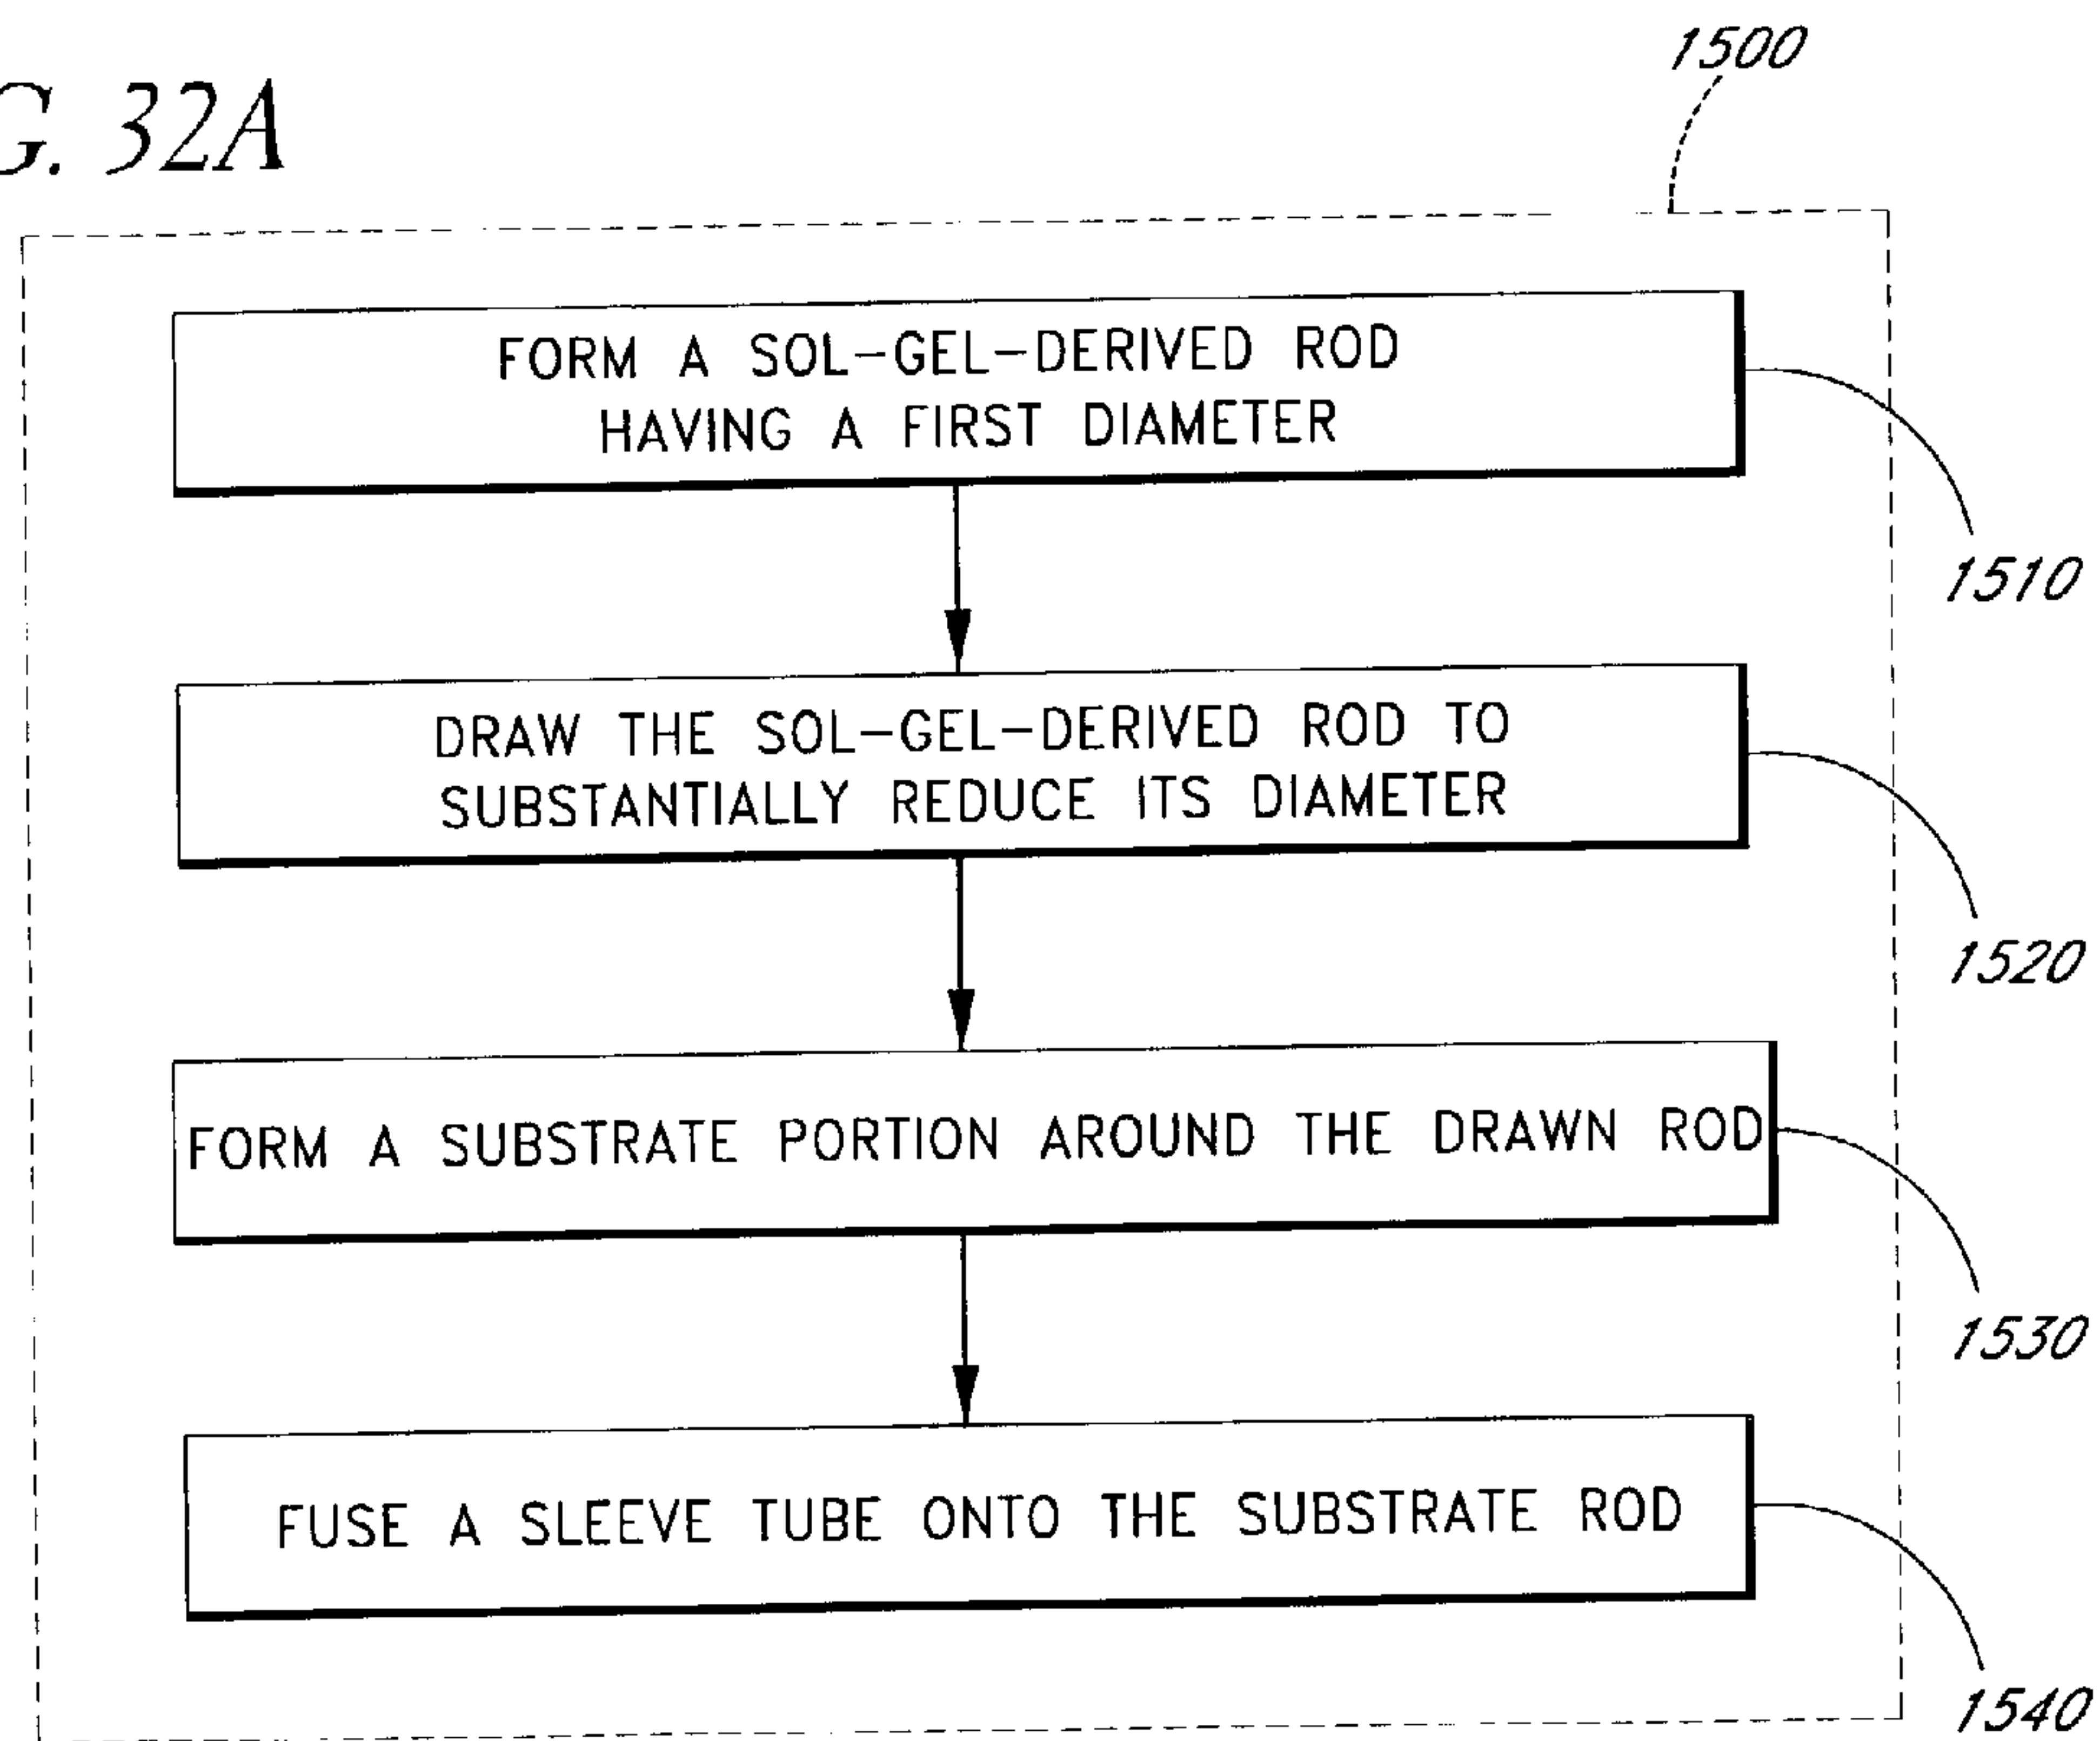 G. 32A
1500
FORM A SOL-GEL-DERIVED ROD
HAVING A FIRST DIAMETER
1510
DRAW THE SOL-GEL-DERIVED ROD TO
SUBSTANTIALLY REDUCE ITS DIAMETER
1520
FORM A SUBSTRATE PORTION AROUND THE DRAWN ROD
1530
FUSE A SLEEVE TUBE ONTO THE SUBSTRATE ROD
1540